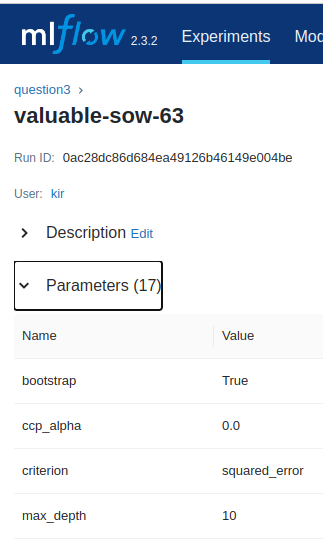 mlflow 2.3.2 Experiments Mod
question3 >
valuable-sow-63
Run ID: 0ac28dc86d684ea49126b46149e004be
User: kir
Description Edit
Parameters (17)
Name Value
bootstrap True
ccp_alpha 0.0
criterion squared_error
max_depth 10